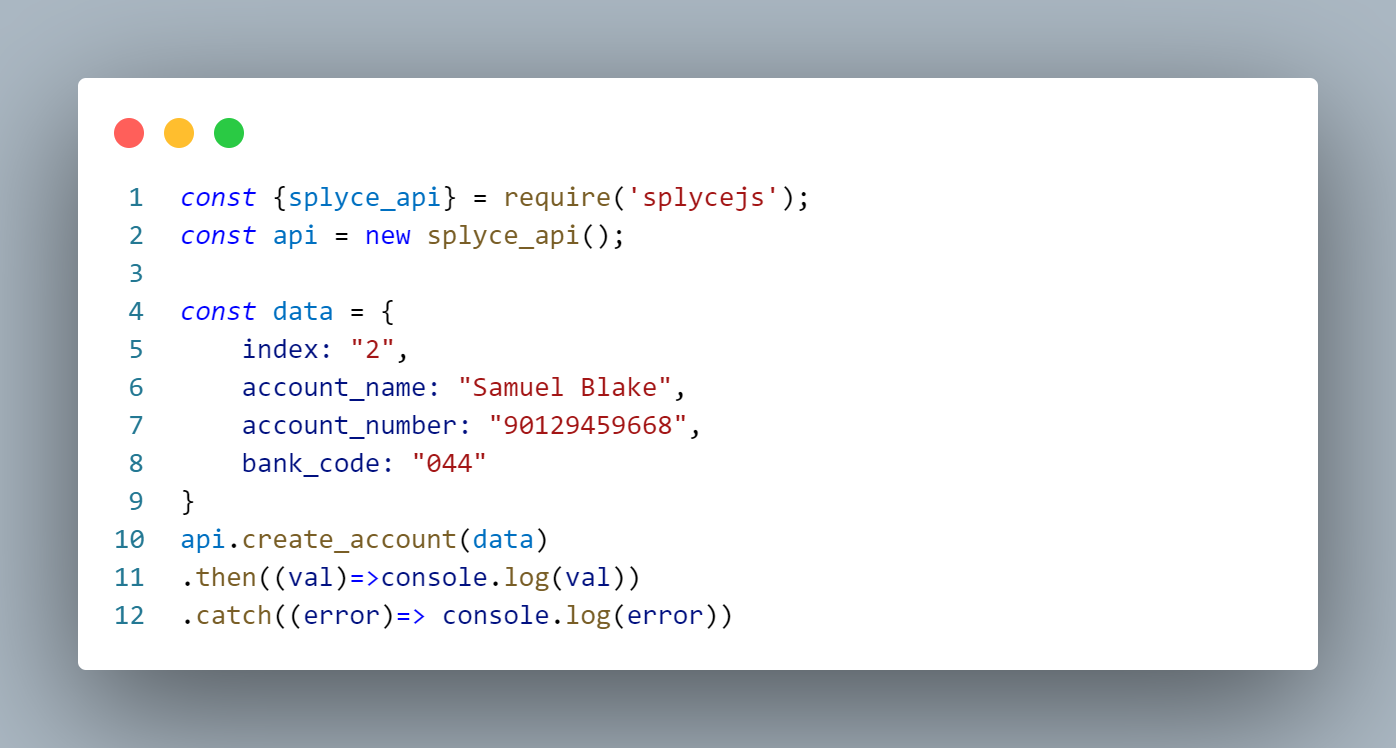 1 const {splyce_api} = require('splycejs');
2 const api = new splyce_api();
3
4 const data = {
5     index: "2",
6     account_name: "Samuel Blake",
7     account_number: "90129459668",
8     bank_code: "044"
9 }
10 api.create_account(data)
11 .then((val)=>console.log(val))
12 .catch((error)=> console.log(error))